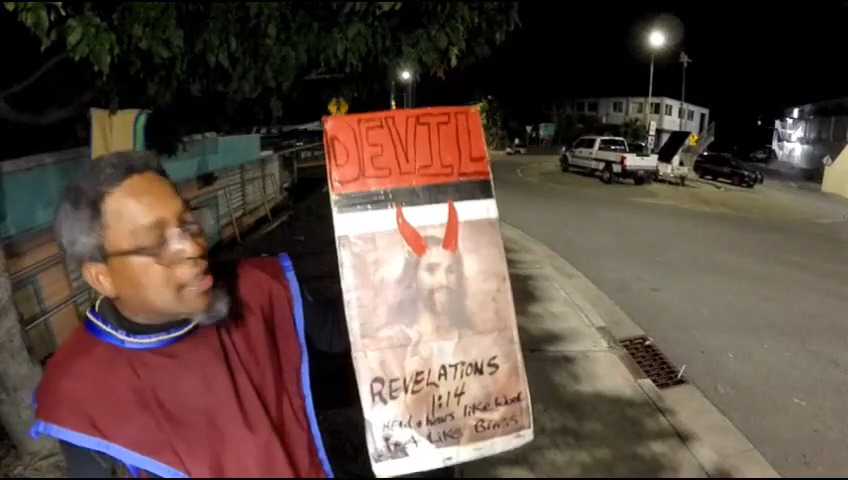 DEVIL
REVELATIONS
1:14
HEAd + hairs like wool
feet like Brass